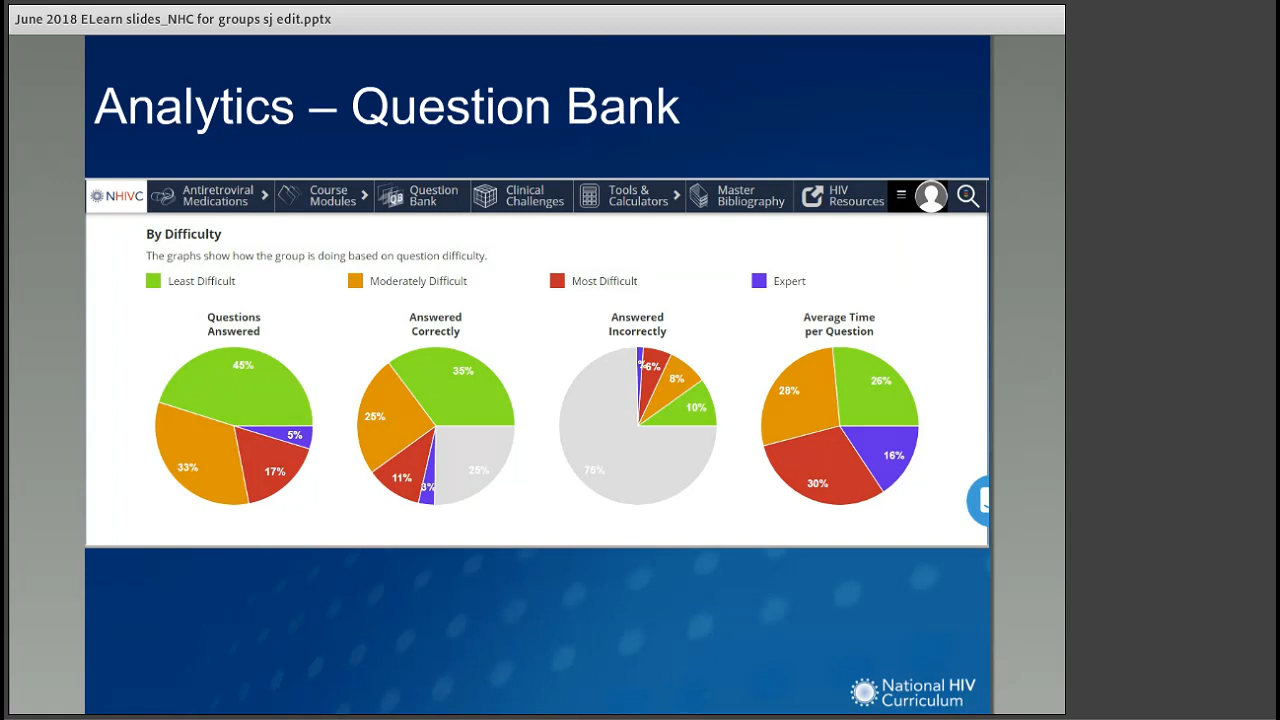 June 2018 ELearn slides_NHC for groups sj edit.pptx
Analytics – Question Bank
NHIVC
Antiretroviral
Medications
Course
Modules
Question
Bank
QB
Clinical
Challenges
Tools &
Calculators
Master
Bibliography
HIV
Resources
By Difficulty
The graphs show how the group is doing based on question difficulty.
Least Difficult
Moderately Difficult
Most Difficult
Expert
Questions
Answered
Answered
Correctly
Answered
Incorrectly
Average Time
per Question
45%
5%
33%
17%
35%
25%
11%
3%
25%
6%
8%
10%
75%
26%
28%
16%
30%
National HIV
Curriculum